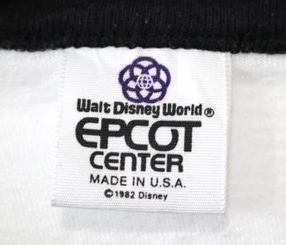 Walt Disney World®
EPCOT
CENTER
MADE IN U.S.A.
©1982 Disney